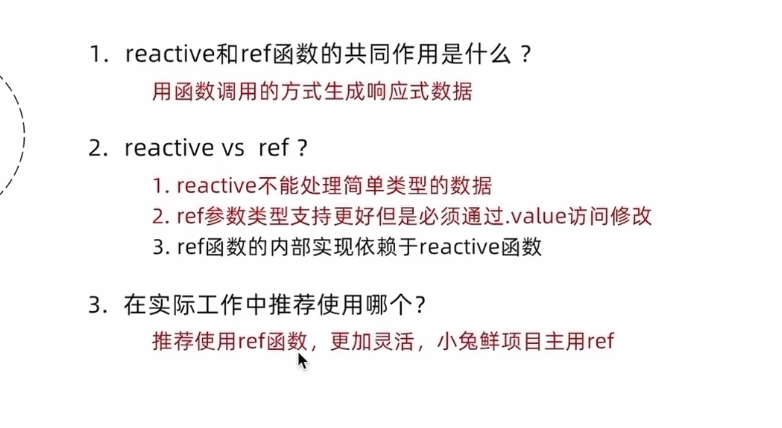 1. reactive和ref函数的共同作用是什么？
用函数调用的方式生成响应式数据
2. reactive vs ref？
1. reactive不能处理简单类型的数据
2. ref参数类型支持更好但是必须通过.value访问修改
3. ref函数的内部实现依赖于reactive函数
3. 在实际工作中推荐使用哪个？
推荐使用ref函数，更加灵活，小兔鲜项目主用ref